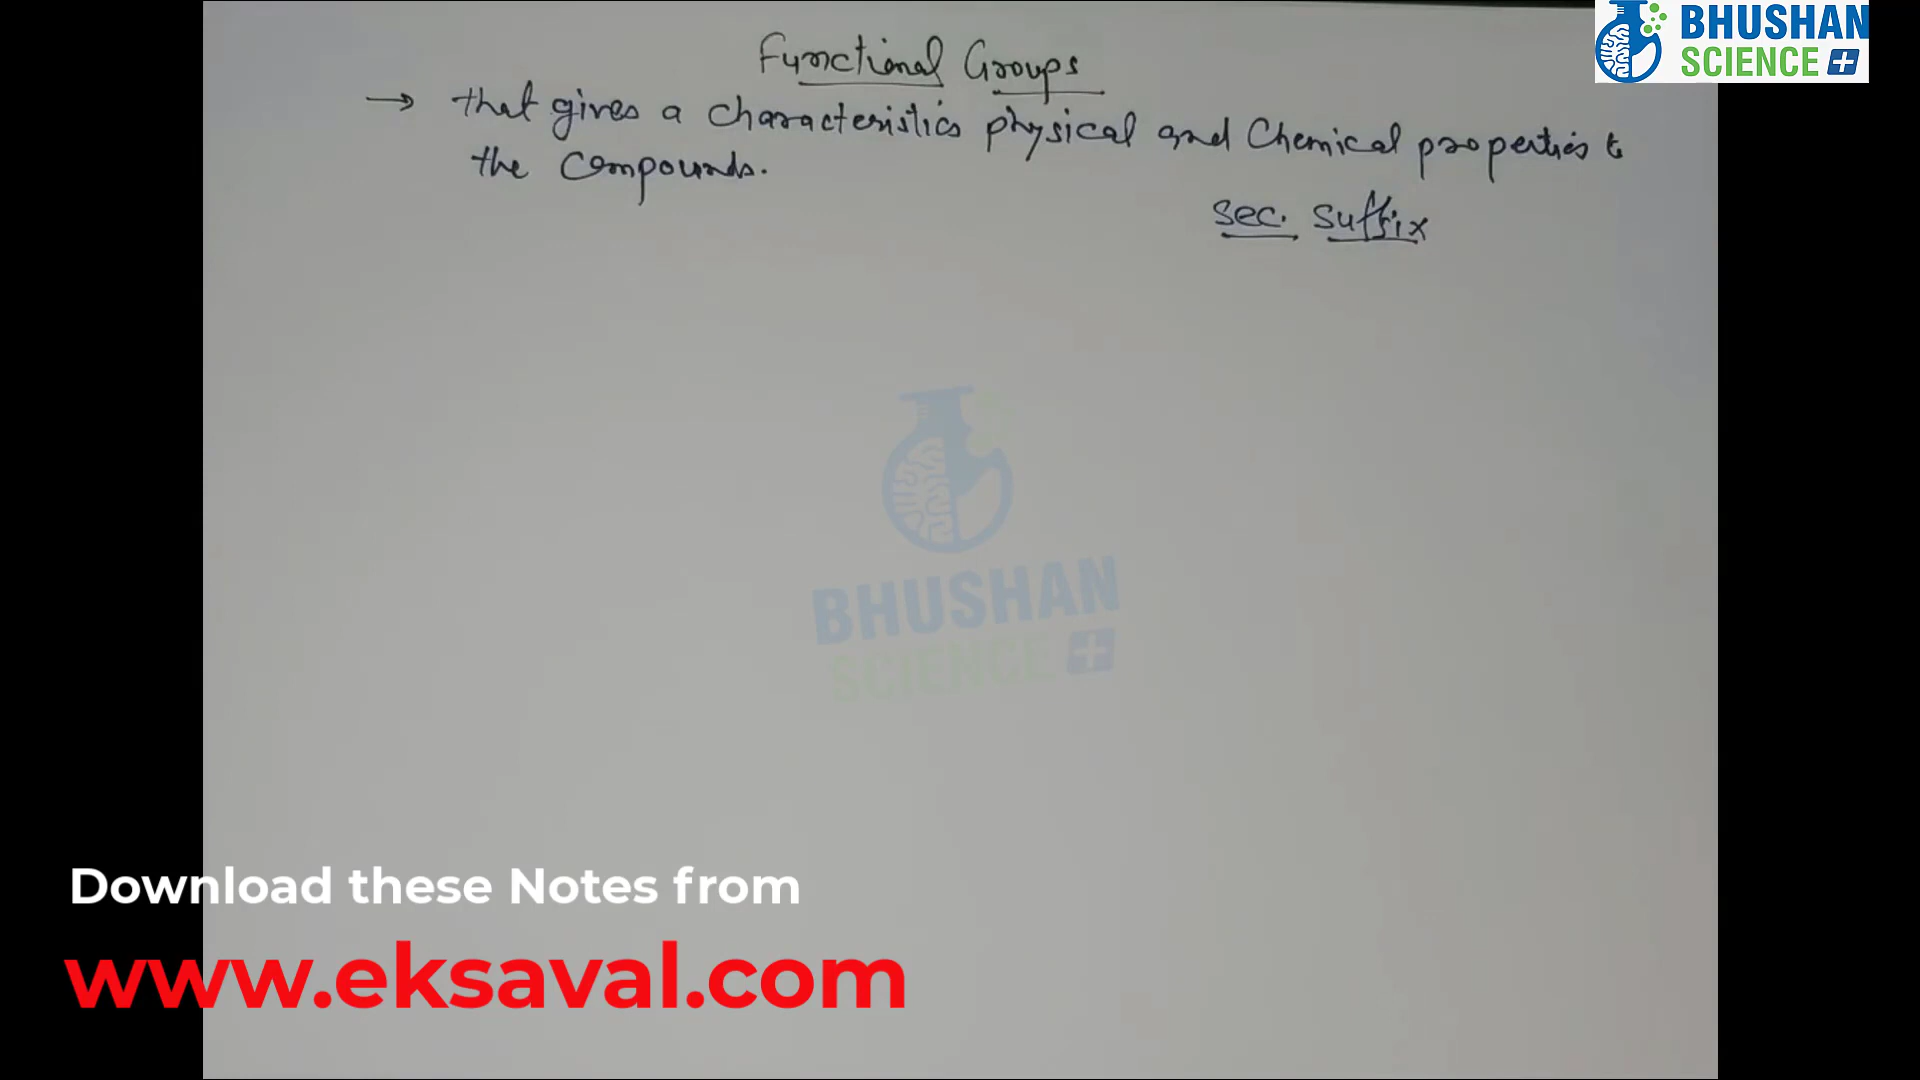 BHUSHAN
SCIENCE +
Functional Groups
→ that gives a characteristics physical and Chemical properties to
the compounds.
sec. suffix
BHUSHAN
SCIENCE +
Download these Notes from
www.eksaval.com